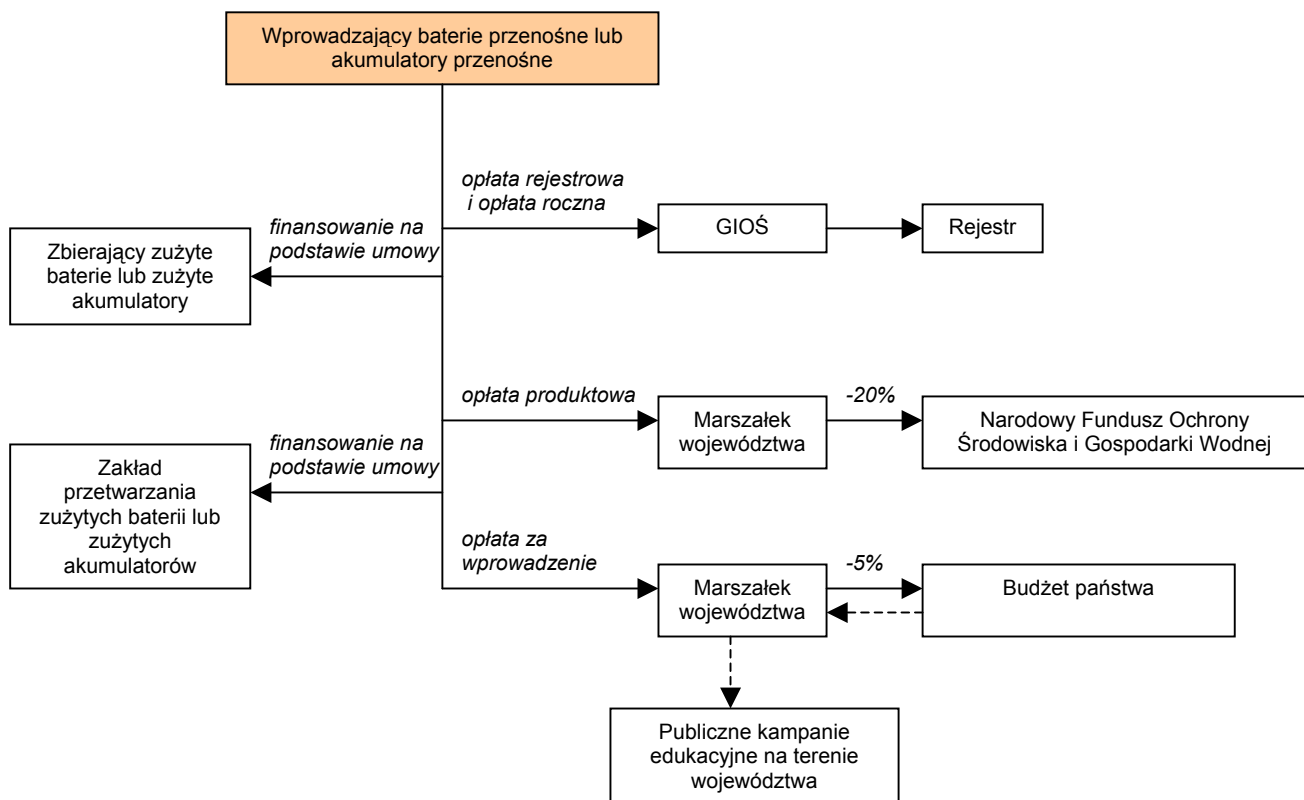 Wprowadzający baterie przenośne lub
akumulatory przenośne
opłata rejestrowa
i opłata roczna
GIOŚ
Rejestr
finansowanie na
podstawie umowy
Zbierający zużyte
baterie lub zużyte
akumulatory
opłata produktowa
Marszałek
województwa
-20%
Narodowy Fundusz Ochrony
Środowiska i Gospodarki Wodnej
finansowanie na
podstawie umowy
Zakład
przetwarzania
zużytych baterii lub
zużytych
akumulatorów
opłata za
wprowadzenie
Marszałek
województwa
-5%
Budżet państwa
Publiczne kampanie
edukacyjne na terenie
województwa